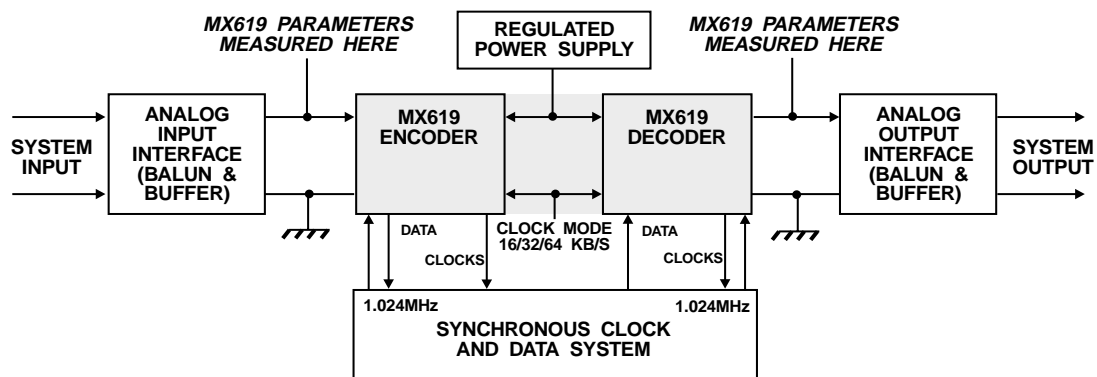 MX619 PARAMETERS
MEASURED HERE
REGULATED
POWER SUPPLY
MX619 PARAMETERS
MEASURED HERE
SYSTEM
INPUT
ANALOG
INPUT
INTERFACE
(BALUN &
BUFFER)
MX619
ENCODER
MX619
DECODER
ANALOG
OUTPUT
INTERFACE
(BALUN &
BUFFER)
SYSTEM
OUTPUT
DATA
CLOCKS
CLOCK MODE
16/32/64 KB/S
DATA
CLOCKS
1.024MHz
1.024MHz
SYNCHRONOUS CLOCK
AND DATA SYSTEM